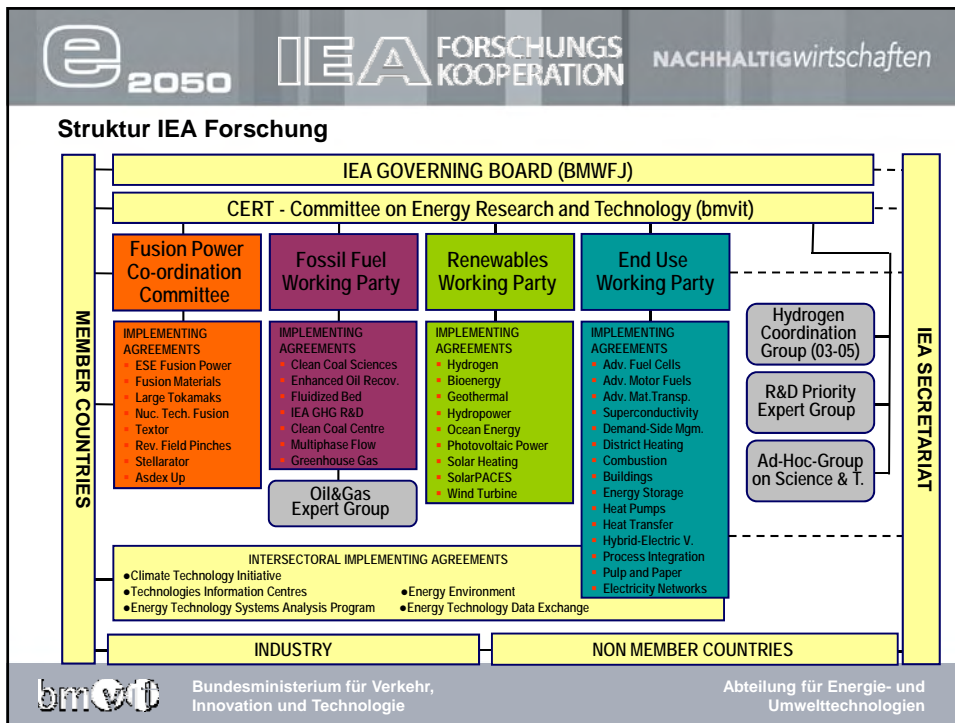 e 2050
IEA FORSCHUNGS
KOOPERATION
NACHHALTIGwirtschaften
Struktur IEA Forschung
MEMBER COUNTRIES
IEA GOVERNING BOARD (BMWFJ)
CERT - Committee on Energy Research and Technology (bmvit)
Fusion Power
Co-ordination
Committee
IMPLEMENTING
AGREEMENTS
▪ ESE Fusion Power
▪ Fusion Materials
▪ Large Tokamaks
▪ Nuc. Tech. Fusion
▪ Textor
▪ Rev. Field Pinches
▪ Stellarator
▪ Asdex Up
Fossil Fuel
Working Party
IMPLEMENTING
AGREEMENTS
▪ Clean Coal Sciences
▪ Enhanced Oil Recov.
▪ Fluidized Bed
▪ IEA GHG R&D
▪ Clean Coal Centre
▪ Multiphase Flow
▪ Greenhouse Gas
Oil&Gas
Expert Group
Renewables
Working Party
IMPLEMENTING
AGREEMENTS
▪ Hydrogen
▪ Bioenergy
▪ Geothermal
▪ Hydropower
▪ Ocean Energy
▪ Photovoltaic Power
▪ Solar Heating
▪ SolarPACES
▪ Wind Turbine
End Use
Working Party
IMPLEMENTING
AGREEMENTS
▪ Adv. Fuel Cells
▪ Adv. Motor Fuels
▪ Adv. Mat.Transp.
▪ Superconductivity
▪ Demand-Side Mgm.
▪ District Heating
▪ Combustion
▪ Buildings
▪ Energy Storage
▪ Heat Pumps
▪ Heat Transfer
▪ Hybrid-Electric V.
▪ Process Integration
▪ Pulp and Paper
▪ Electricity Networks
Hydrogen
Coordination
Group (03-05)
R&D Priority
Expert Group
Ad-Hoc-Group
on Science & T.
IEA SECRETARIAT
INTERSECTORAL IMPLEMENTING AGREEMENTS
●Climate Technology Initiative
●Technologies Information Centres ●Energy Environment
●Energy Technology Systems Analysis Program ●Energy Technology Data Exchange
INDUSTRY
NON MEMBER COUNTRIES
bmvit
Bundesministerium für Verkehr,
Innovation und Technologie
Abteilung für Energie- und
Umwelttechnologien